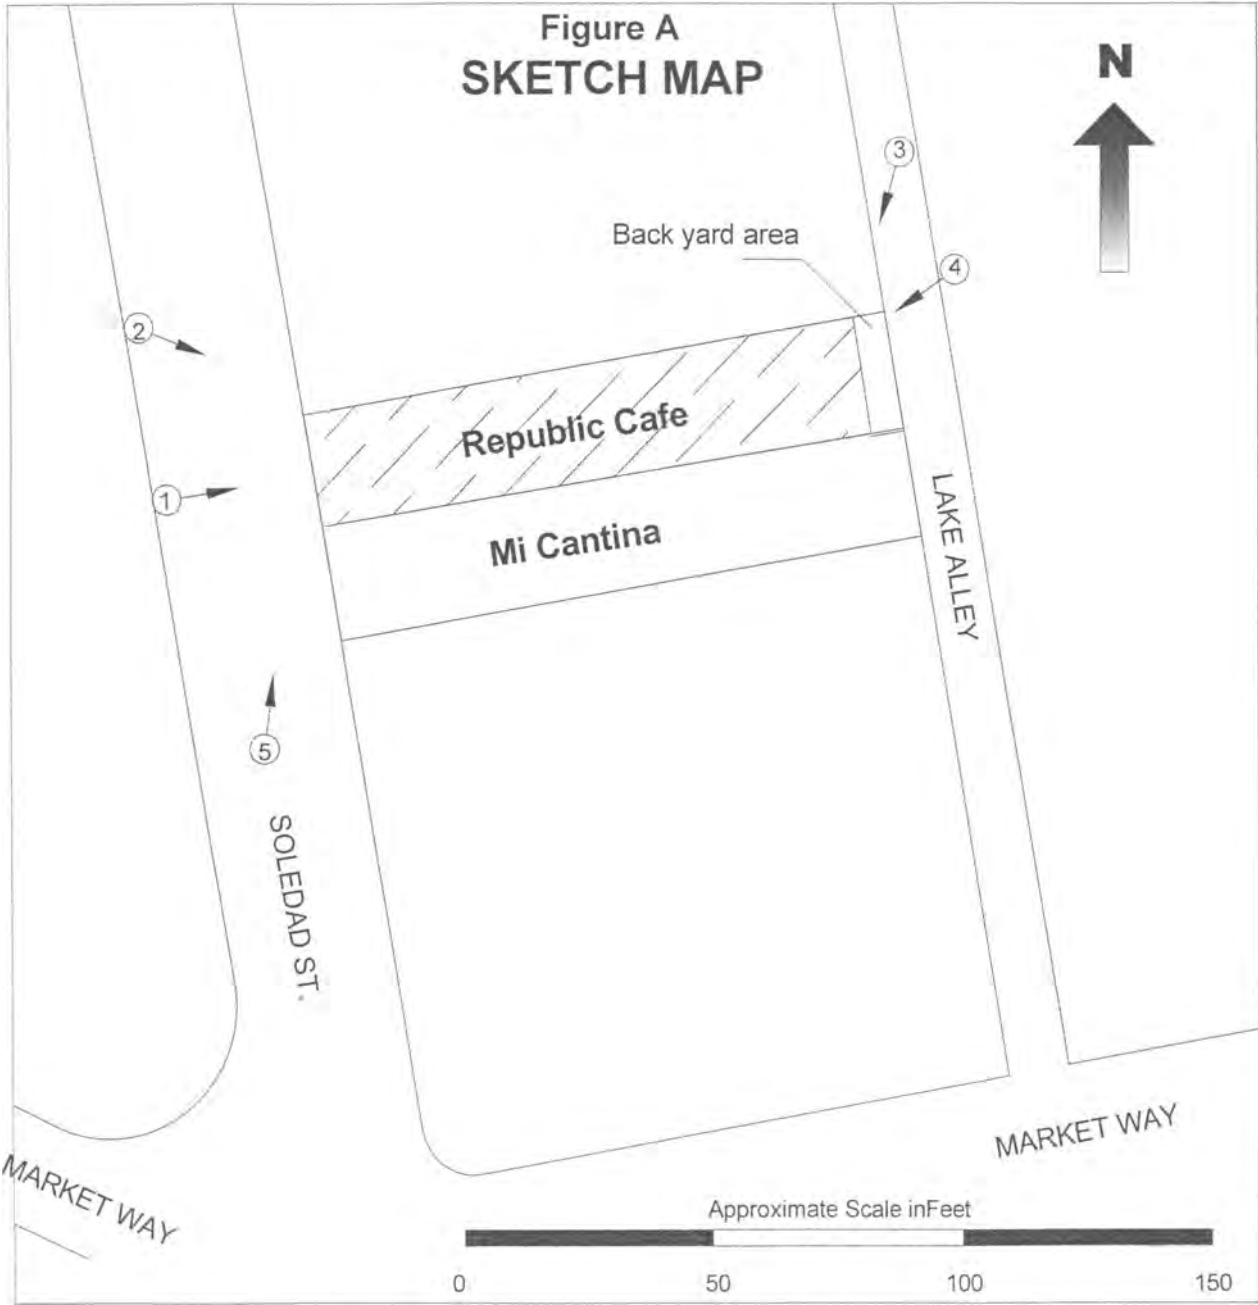 Figure A
SKETCH MAP
N
3
Back yard area
4
2
Republic Cafe
1
LAKE ALLEY
Mi Cantina
5
SOLEDAD ST.
MARKET WAY
MARKET WAY
Approximate Scale inFeet
0 50 100 150